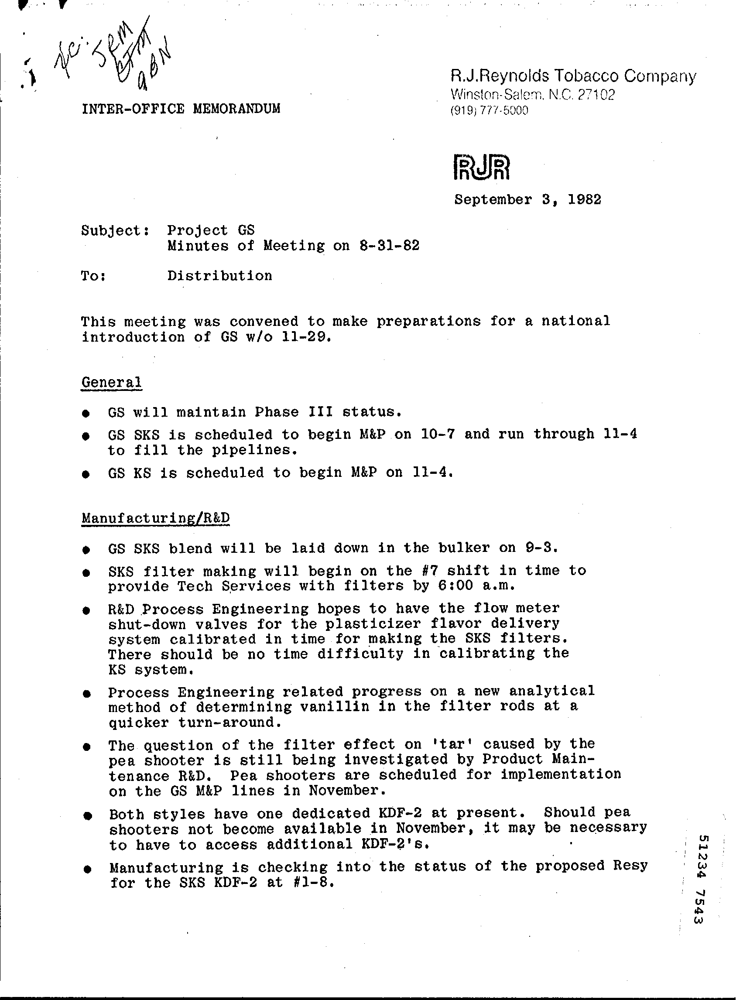 cc: JRM
GBN
R.J.Reynolds Tobacco Company
Winston-Salem, N.C. 27102
(919) 777-5000
INTER-OFFICE MEMORANDUM
RJR
September 3, 1982
Subject: Project GS
Minutes of Meeting on 8-31-82
To: Distribution
This meeting was convened to make preparations for a national
introduction of GS w/o 11-29.
General
● GS will maintain Phase III status.
● GS SKS is scheduled to begin M&P on 10-7 and run through 11-4
to fill the pipelines.
● GS KS is scheduled to begin M&P on 11-4.
Manufacturing/R&D
● GS SKS blend will be laid down in the bulker on 9-3.
● SKS filter making will begin on the #7 shift in time to
provide Tech Services with filters by 6:00 a.m.
● R&D Process Engineering hopes to have the flow meter
shut-down valves for the plasticizer flavor delivery
system calibrated in time for making the SKS filters.
There should be no time difficulty in calibrating the
KS system.
● Process Engineering related progress on a new analytical
method of determining vanillin in the filter rods at a
quicker turn-around.
● The question of the filter effect on 'tar' caused by the
pea shooter is still being investigated by Product Main-
tenance R&D. Pea shooters are scheduled for implementation
on the GS M&P lines in November.
● Both styles have one dedicated KDF-2 at present. Should pea
shooters not become available in November, it may be necessary
to have to access additional KDF-2's.
● Manufacturing is checking into the status of the proposed Resy
for the SKS KDF-2 at #1-8.
51234 7543